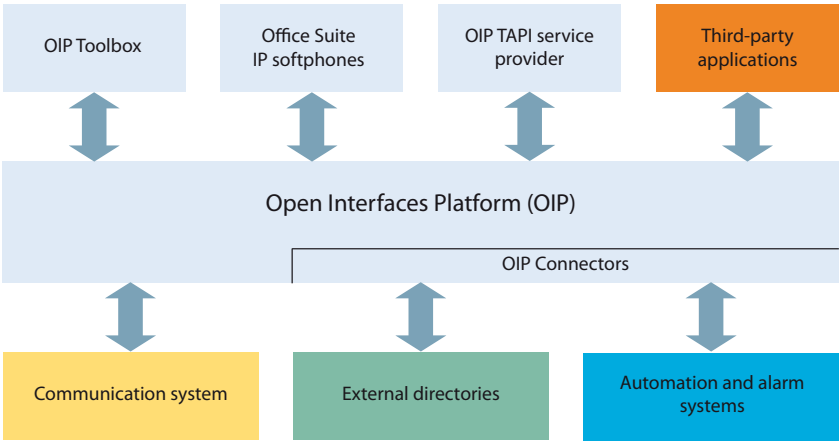 OIP Toolbox
Office Suite
IP softphones
OIP TAPI service
provider
Third-party
applications
Open Interfaces Platform (OIP)
OIP Connectors
Communication system
External directories
Automation and alarm
systems